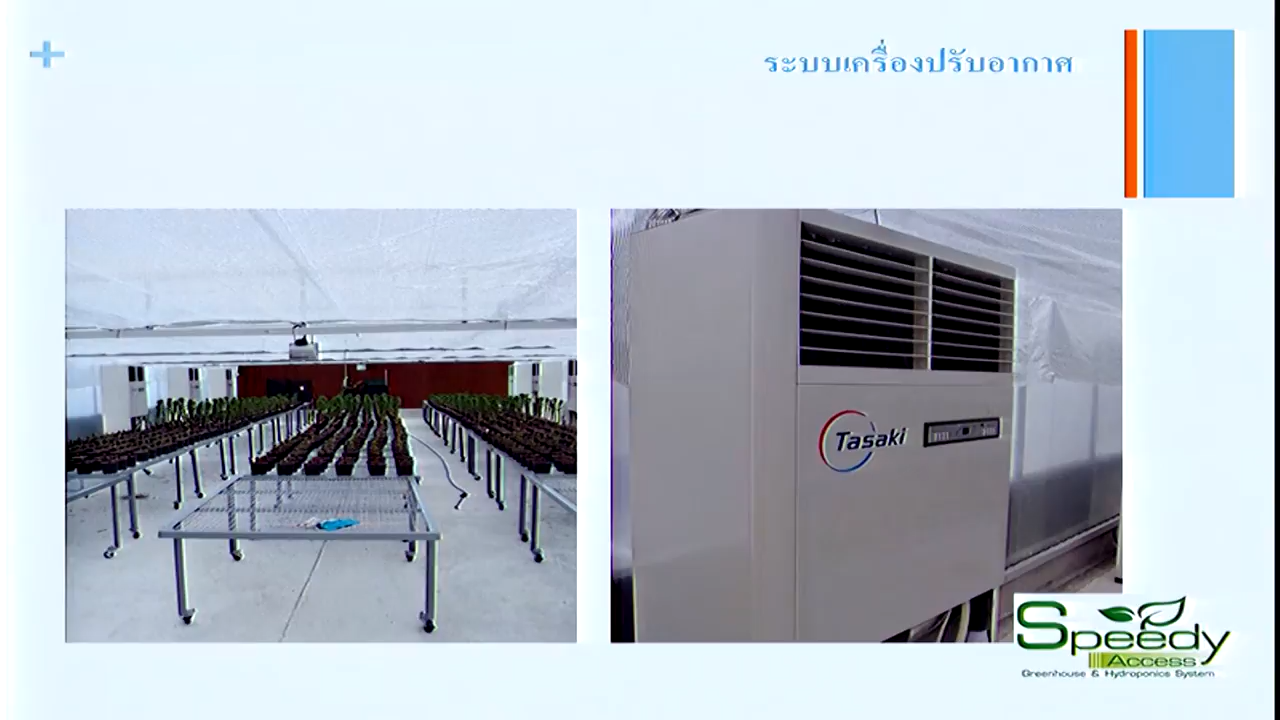 ระบบเครื่องปรับอากาศ
Tasaki
Speedy
Access
Greenhouse & Hydroponics System